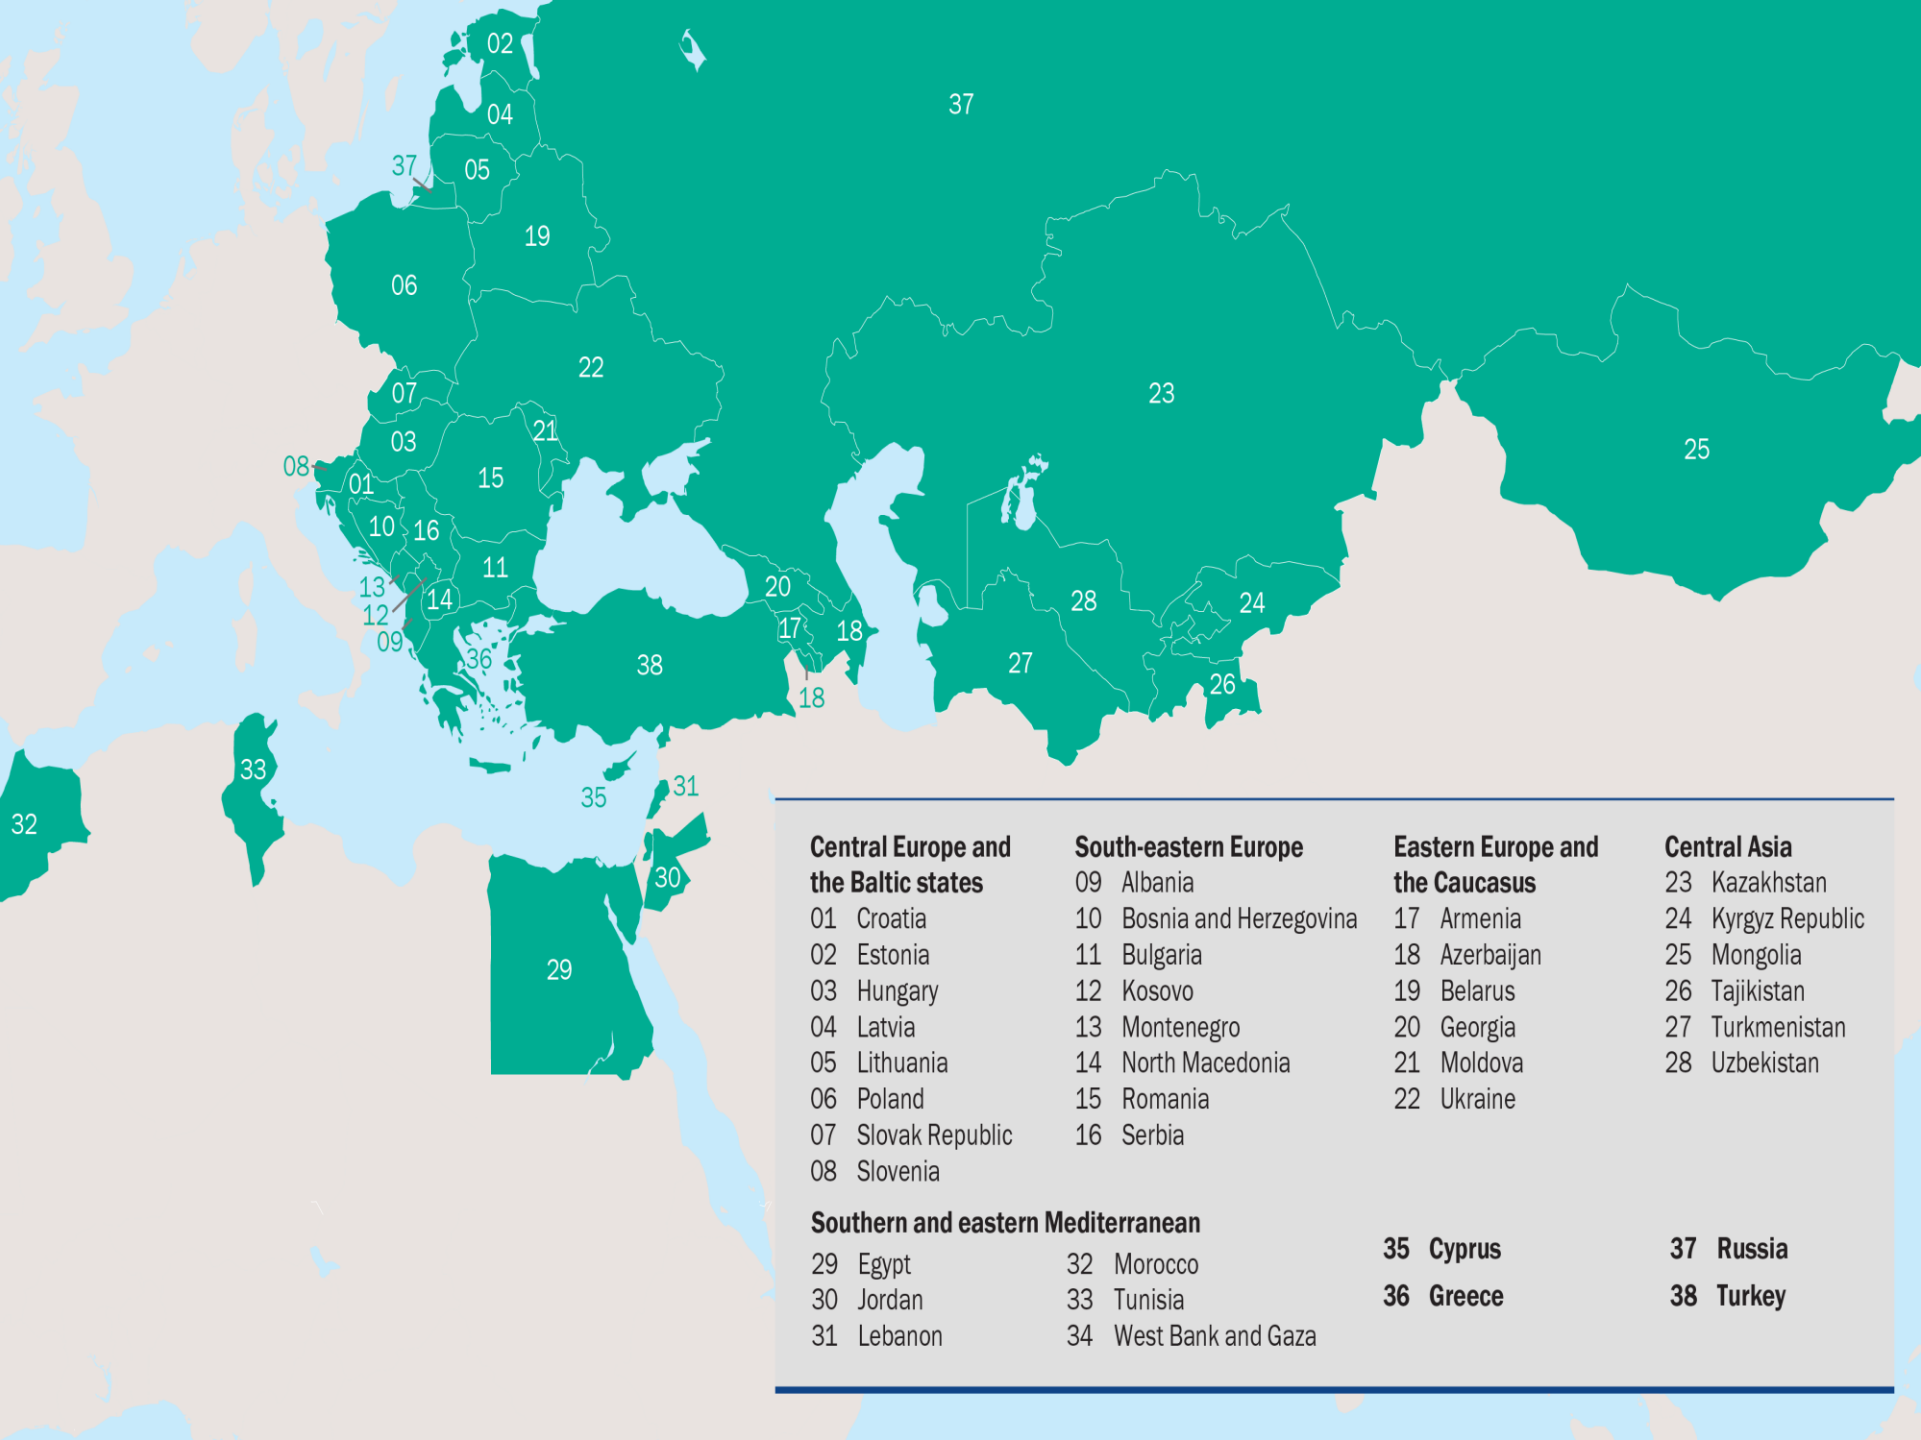 02
37
04
37
05
19
06
22
07
23
21
03
25
08
15
01
10
16
11
13
20
14
28
24
12
17
18
09
36
38
27
26
18
33
35
31
32
30
29
Central Europe and
the Baltic states
01 Croatia
02 Estonia
03 Hungary
04 Latvia
05 Lithuania
06 Poland
07 Slovak Republic
08 Slovenia
South-eastern Europe
09 Albania
10 Bosnia and Herzegovina
11 Bulgaria
12 Kosovo
13 Montenegro
14 North Macedonia
15 Romania
16 Serbia
Eastern Europe and
the Caucasus
17 Armenia
18 Azerbaijan
19 Belarus
20 Georgia
21 Moldova
22 Ukraine
Central Asia
23 Kazakhstan
24 Kyrgyz Republic
25 Mongolia
26 Tajikistan
27 Turkmenistan
28 Uzbekistan
Southern and eastern Mediterranean
29 Egypt
30 Jordan
31 Lebanon
32 Morocco
33 Tunisia
34 West Bank and Gaza
35 Cyprus
36 Greece
37 Russia
38 Turkey